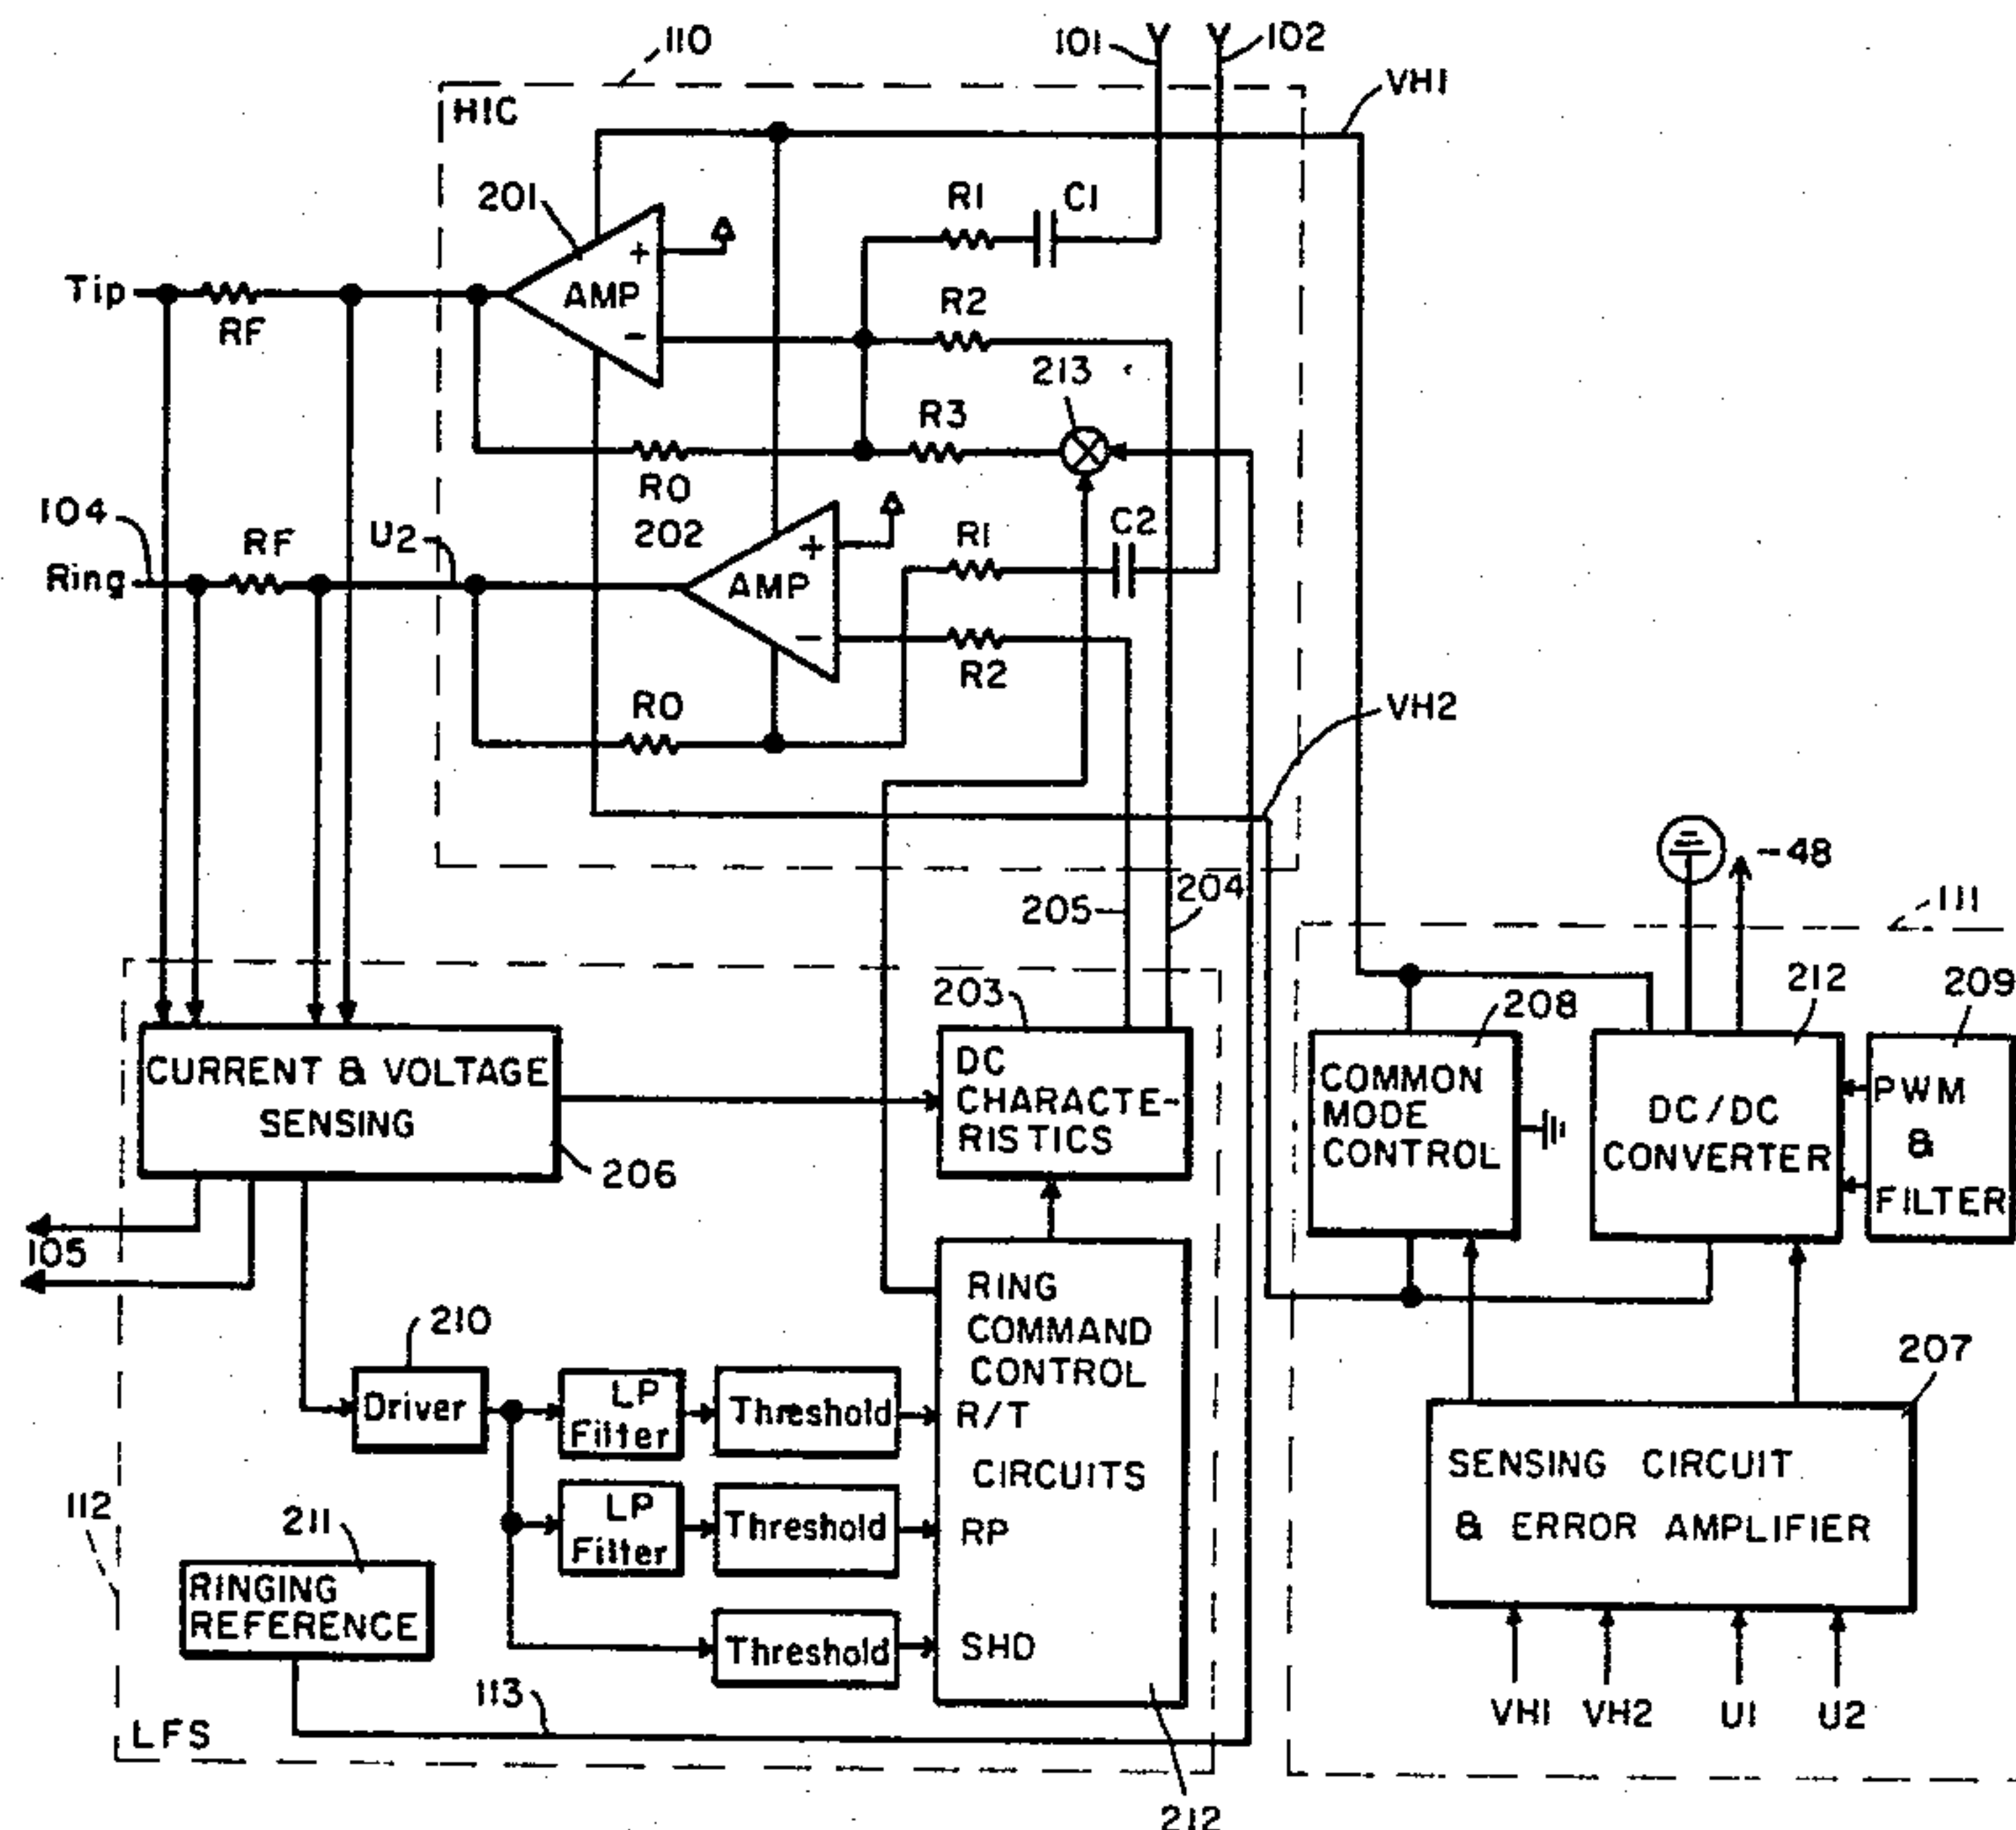 110
101
102
VH1
HIC
201
R1
C1
+
AMP
-
Tip
RF
R2
213
R3
RO
202
104
Ring
RF
U2
R1
C2
+
AMP
-
R2
RO
VH2
-48
204
205
111
203
208
212
209
CURRENT & VOLTAGE
SENSING
206
DC
CHARACTE-
RISTICS
COMMON
MODE
CONTROL
DC/DC
CONVERTER
PWM
&
FILTER
105
210
Driver
LP
Filter
Threshold
RING
COMMAND
CONTROL
R/T
CIRCUITS
207
SENSING CIRCUIT
& ERROR AMPLIFIER
112
211
LP
Filter
Threshold
RP
RINGING
REFERENCE
Threshold
SHD
113
VH1
VH2
U1
U2
LFS
212